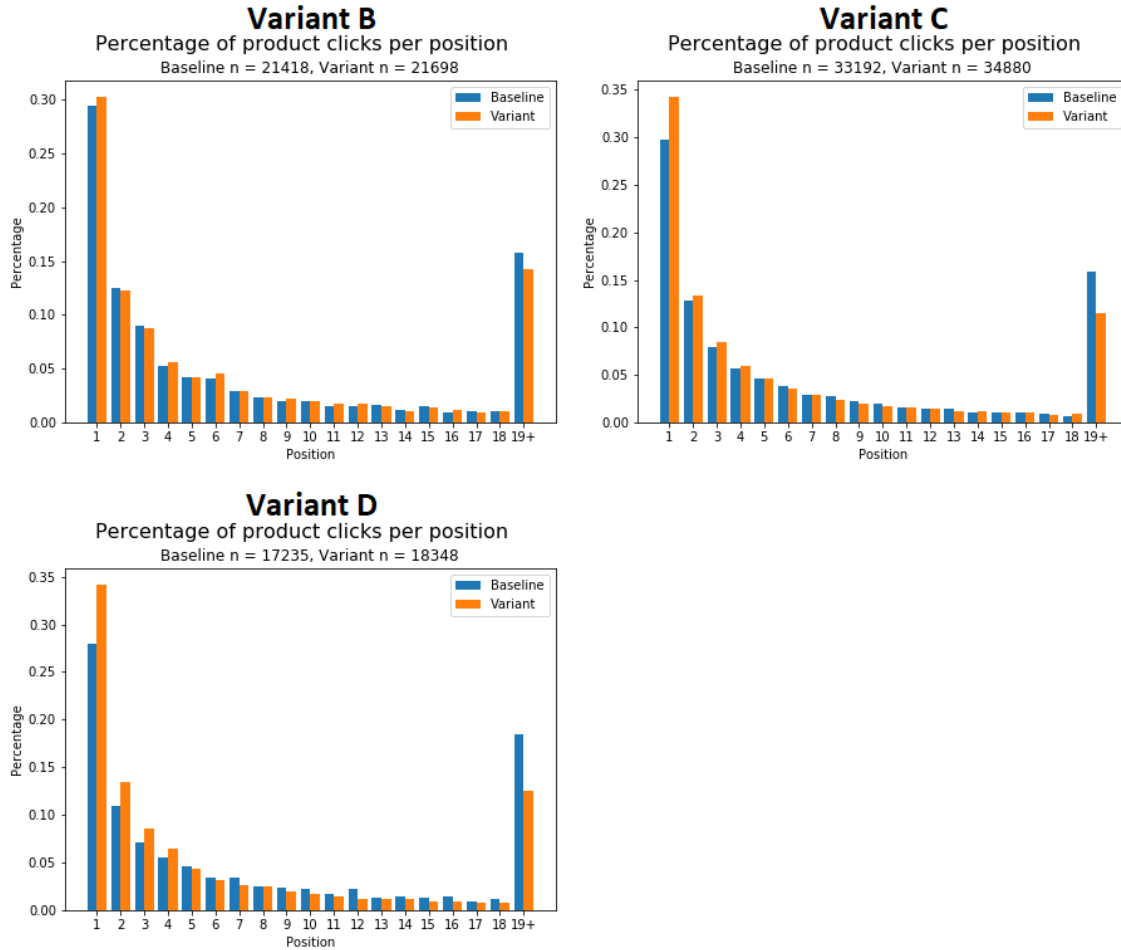 Variant B
Percentage of product clicks per position
Baseline n = 21418, Variant n = 21698
Baseline
Variant
Percentage
0.30
0.25
0.20
0.15
0.10
0.05
0.00
1 2 3 4 5 6 7 8 9 10 11 12 13 14 15 16 17 18 19+
Position
Variant C
Percentage of product clicks per position
Baseline n = 33192, Variant n = 34880
Baseline
Variant
Percentage
0.35
0.30
0.25
0.20
0.15
0.10
0.05
0.00
1 2 3 4 5 6 7 8 9 10 11 12 13 14 15 16 17 18 19+
Position
Variant D
Percentage of product clicks per position
Baseline n = 17235, Variant n = 18348
Baseline
Variant
Percentage
0.35
0.30
0.25
0.20
0.15
0.10
0.05
0.00
1 2 3 4 5 6 7 8 9 10 11 12 13 14 15 16 17 18 19+
Position